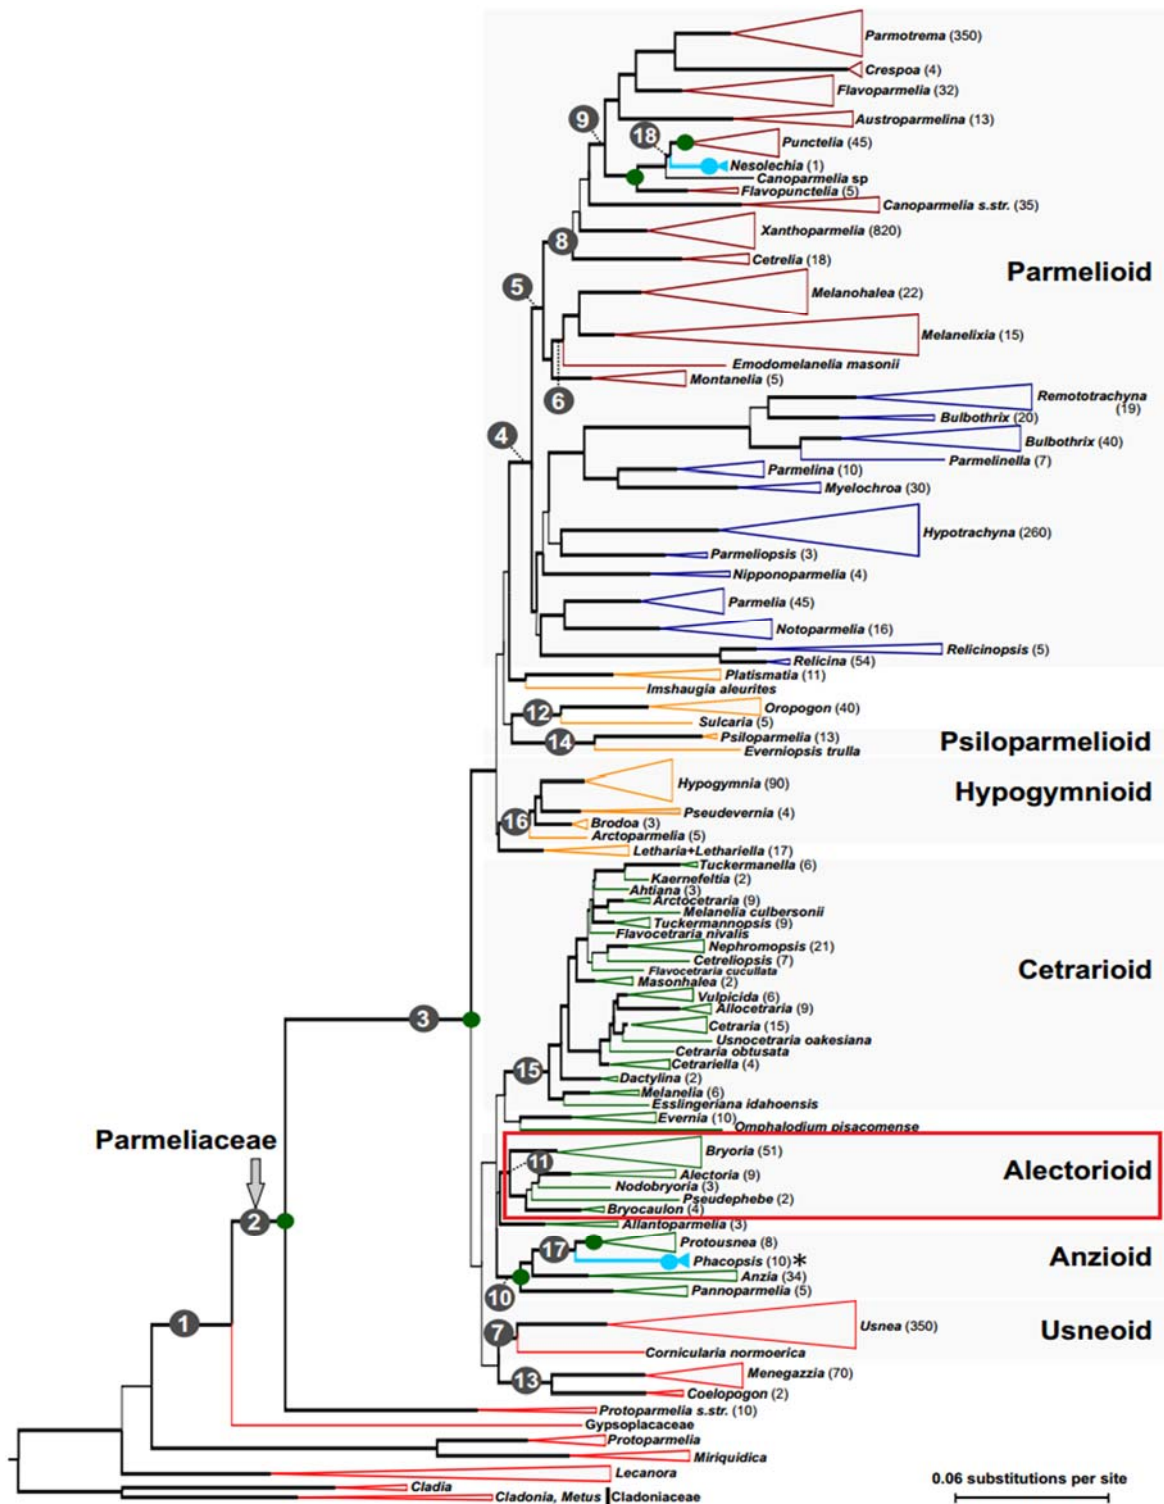 Parmotrema (350)
Crespoa (4)
Flavoparmelia (32)
Austroparmelina (13)
9
18
Punctelia (45)
Nesolechia (1)
Canoparmelia sp
Flavopunctelia (5)
Canoparmelia s.str. (35)
Xanthoparmelia (820)
8
Cetrelia (18)
Parmelioid
5
Melanohalea (22)
Melanelixia (15)
Emodomelanelia masonii
Montanelia (5)
6
Remototrachyna
(19)
Bulbothrix (20)
4
Bulbothrix (40)
Parmelinella (7)
Parmelina (10)
Myelochroa (30)
Hypotrachyna (260)
Parmeliopsis (3)
Nipponoparmelia (4)
Parmelia (45)
Notoparmelia (16)
Relicinopsis (5)
Relicina (54)
Platismatia (11)
Imshaugia aleurites
12
Oropogon (40)
Sulcaria (5)
14
Psiloparmelia (13)
Everniopsis trulla
Psiloparmelioid
Hypogymnia (90)
Hypogymnioid
Pseudevernia (4)
16
Brodoa (3)
Arctoparmelia (5)
Letharia+Lethariella (17)
Tuckermanella (6)
Kaernefeltia (2)
Ahtiana (3)
Arctocetraria (9)
Melanelia culbersonii
Tuckermannopsis (9)
Flavocetraria nivalis
Nephromopsis (21)
Cetreliopsis (7)
Flavocetraria cucullata
Cetrarioid
Masonhalea (2)
Vulpicida (6)
Allocetraria (9)
3
Cetraria (15)
Usnocetraria oakesiana
Cetraria obtusata
Cetrariella (4)
15
Dactylina (2)
Melanelia (6)
Esslingeriana idahoensis
Evernia (10)
Omphalodium pisacomense
Parmeliaceae
Bryoria (51)
11
Alectoria (9)
Alectorioid
Nodobryoria (3)
Pseudephebe (2)
Bryocaulon (4)
2
Allantoparmelia (3)
Protousnea (8)
17
Phacopsis (10)*
Anzioid
Anzia (34)
Pannoparmelia (5)
10
1
7
Usnea (350)
Usneoid
Cornicularia normoerica
13
Menegazzia (70)
Coelopogon (2)
Protoparmelia s.str. (10)
Gypsoplacaceae
Protoparmelia
Miriquidica
Lecanora
Cladia
Cladonia, Metus
Cladoniaceae
0.06 substitutions per site